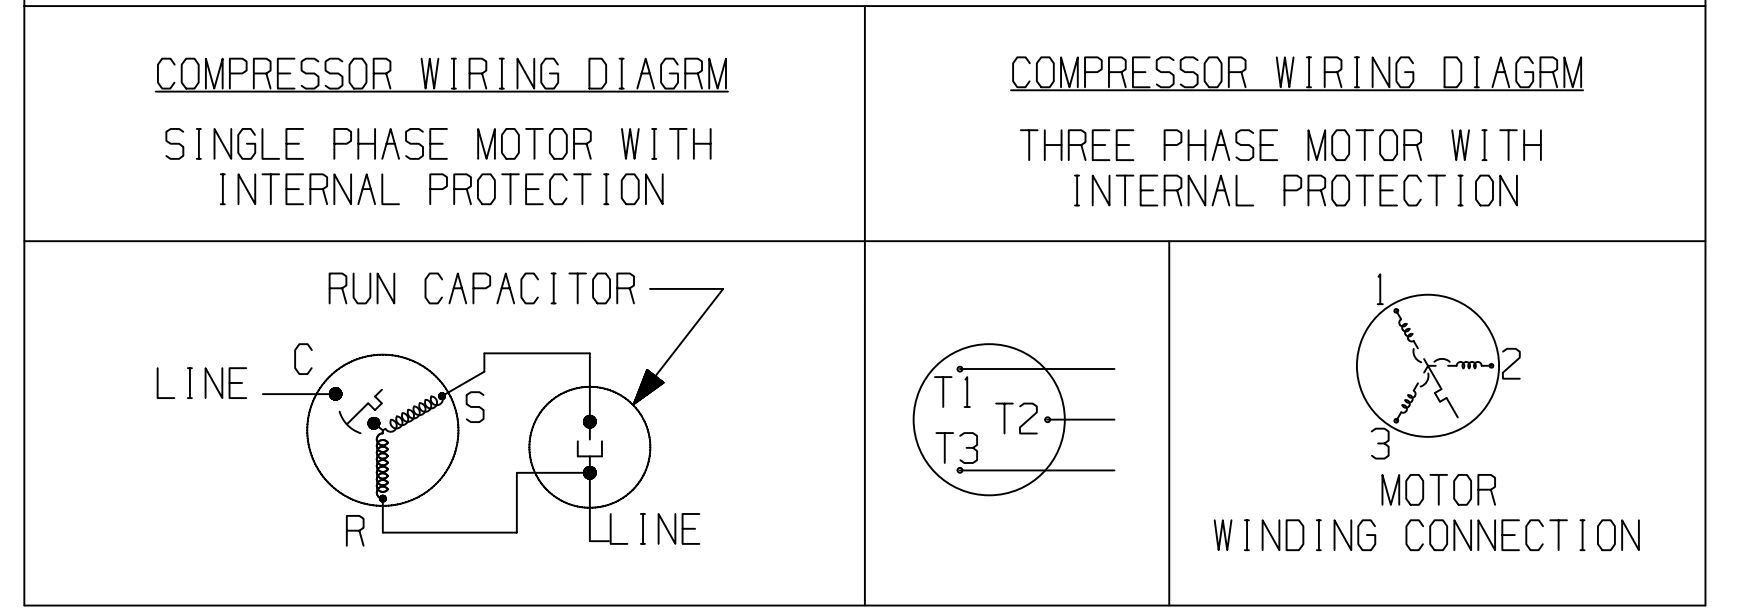 COMPRESSOR WIRING DIAGRM
SINGLE PHASE MOTOR WITH
INTERNAL PROTECTION
COMPRESSOR WIRING DIAGRM
THREE PHASE MOTOR WITH
INTERNAL PROTECTION
RUN CAPACITOR
C
LINE
S
R
LINE
T1
T2
T3
1
2
3
MOTOR
WINDING CONNECTION